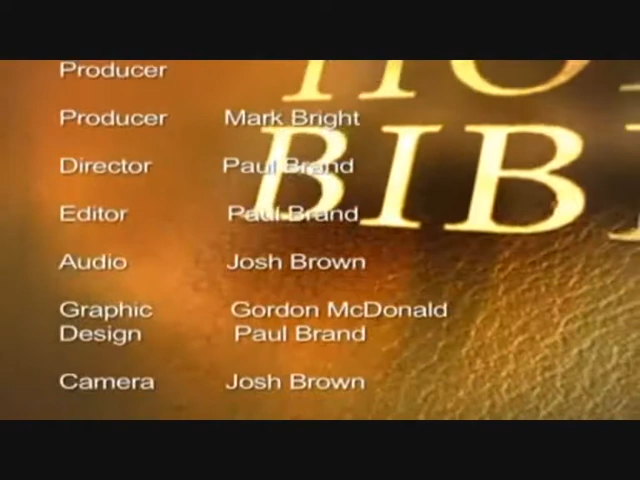 Producer
Producer Mark Bright
Director Paul Brand
Editor Paul Brand
Audio Josh Brown
Graphic Gordon McDonald
Design Paul Brand
Camera Josh Brown
HO
BIB